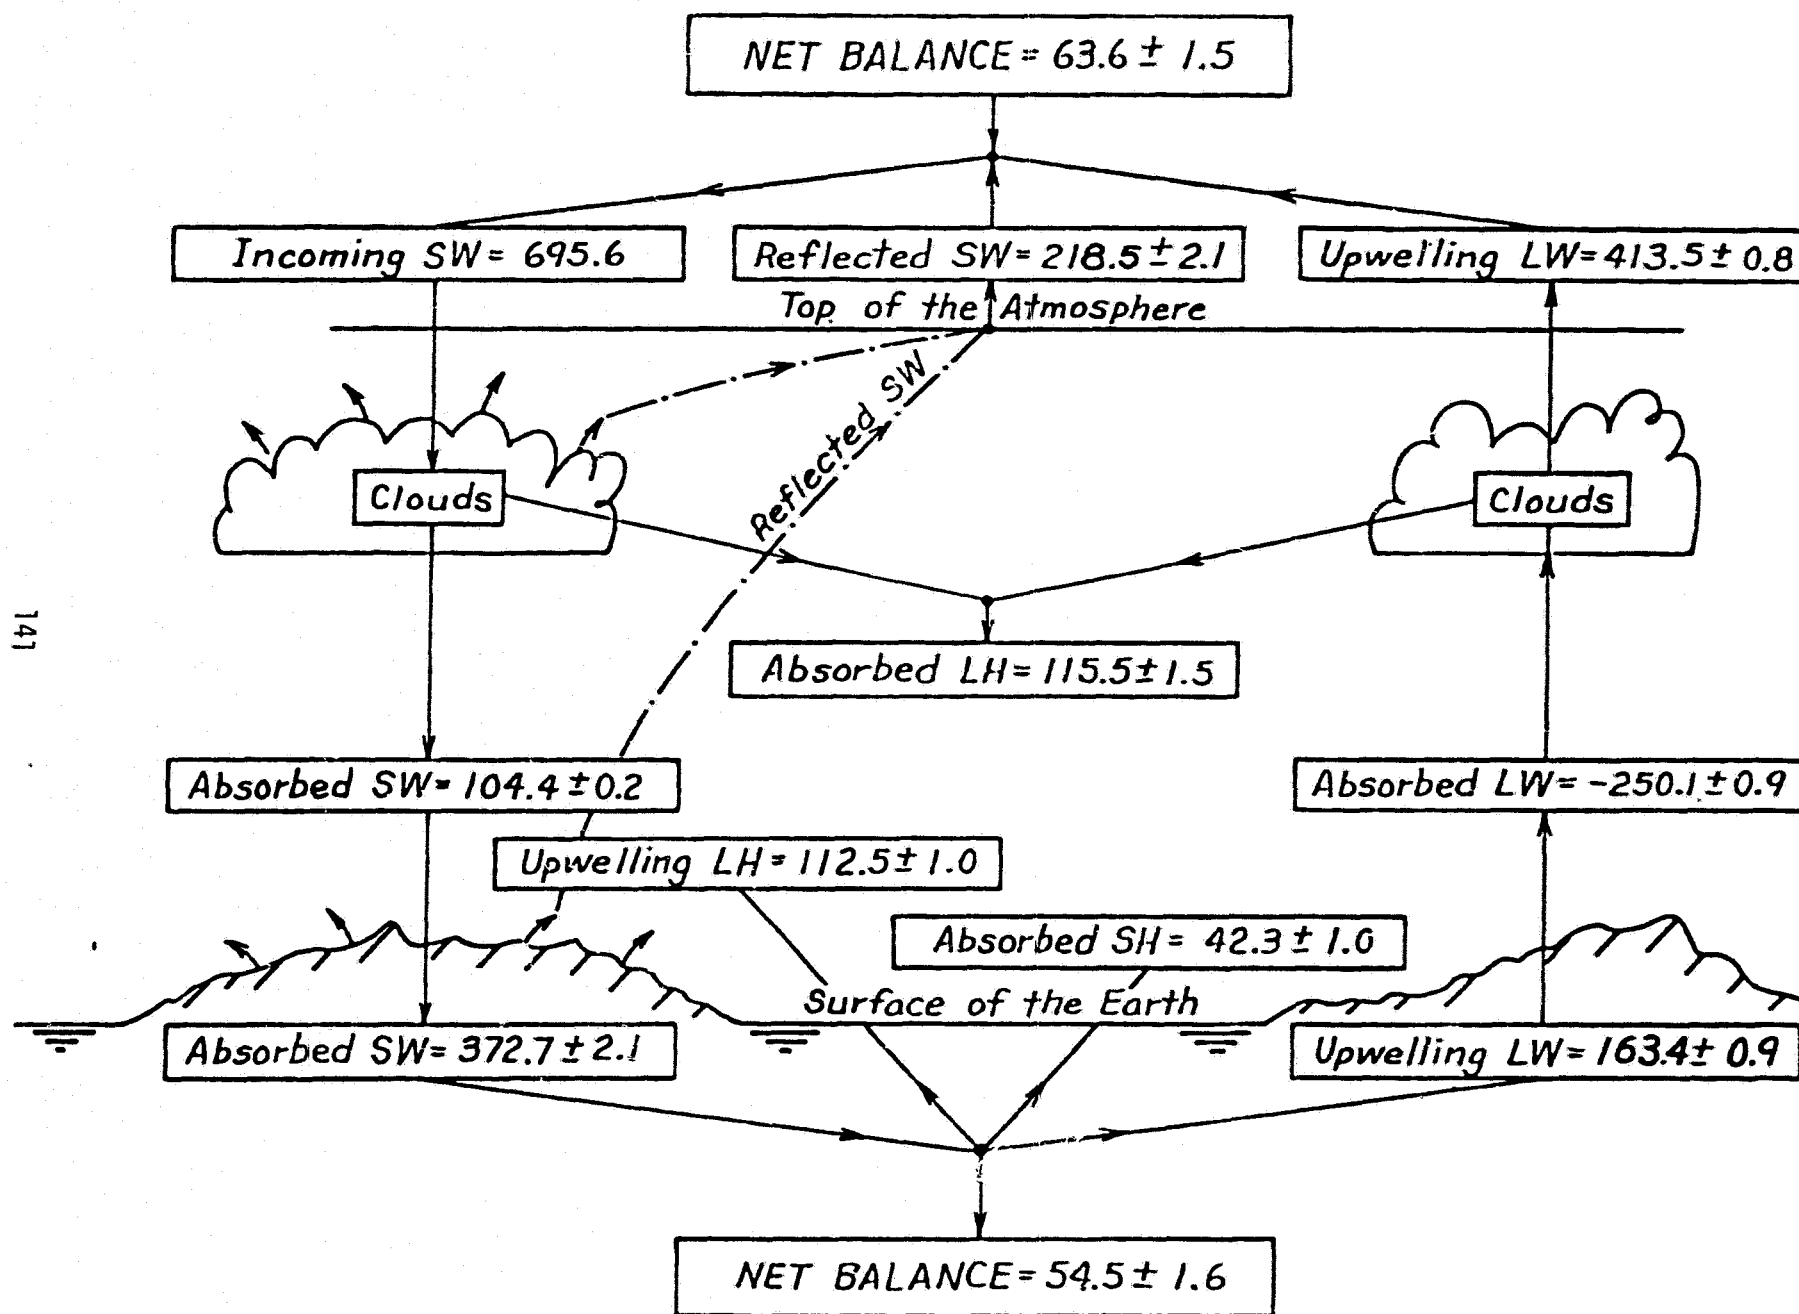 NET BALANCE = 63.6 ± 1.5
Incoming SW = 695.6
Reflected SW = 218.5 ± 2.1
Upwelling LW = 413.5 ± 0.8
Top of the Atmosphere
Reflected SW
Clouds
Clouds
141
Absorbed LH = 115.5 ± 1.5
Absorbed SW = 104.4 ± 0.2
Absorbed LW = -250.1 ± 0.9
Upwelling LH = 112.5 ± 1.0
Absorbed SH = 42.3 ± 1.0
Surface of the Earth
Absorbed SW = 372.7 ± 2.1
Upwelling LW = 163.4 ± 0.9
NET BALANCE = 54.5 ± 1.6